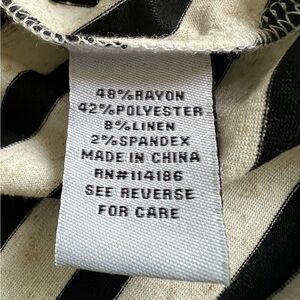 48%RAYON
42%POLYESTER
8%LINEN
2%SPANDEX
MADE IN CHINA
RN#114186
SEE REVERSE
FOR CARE